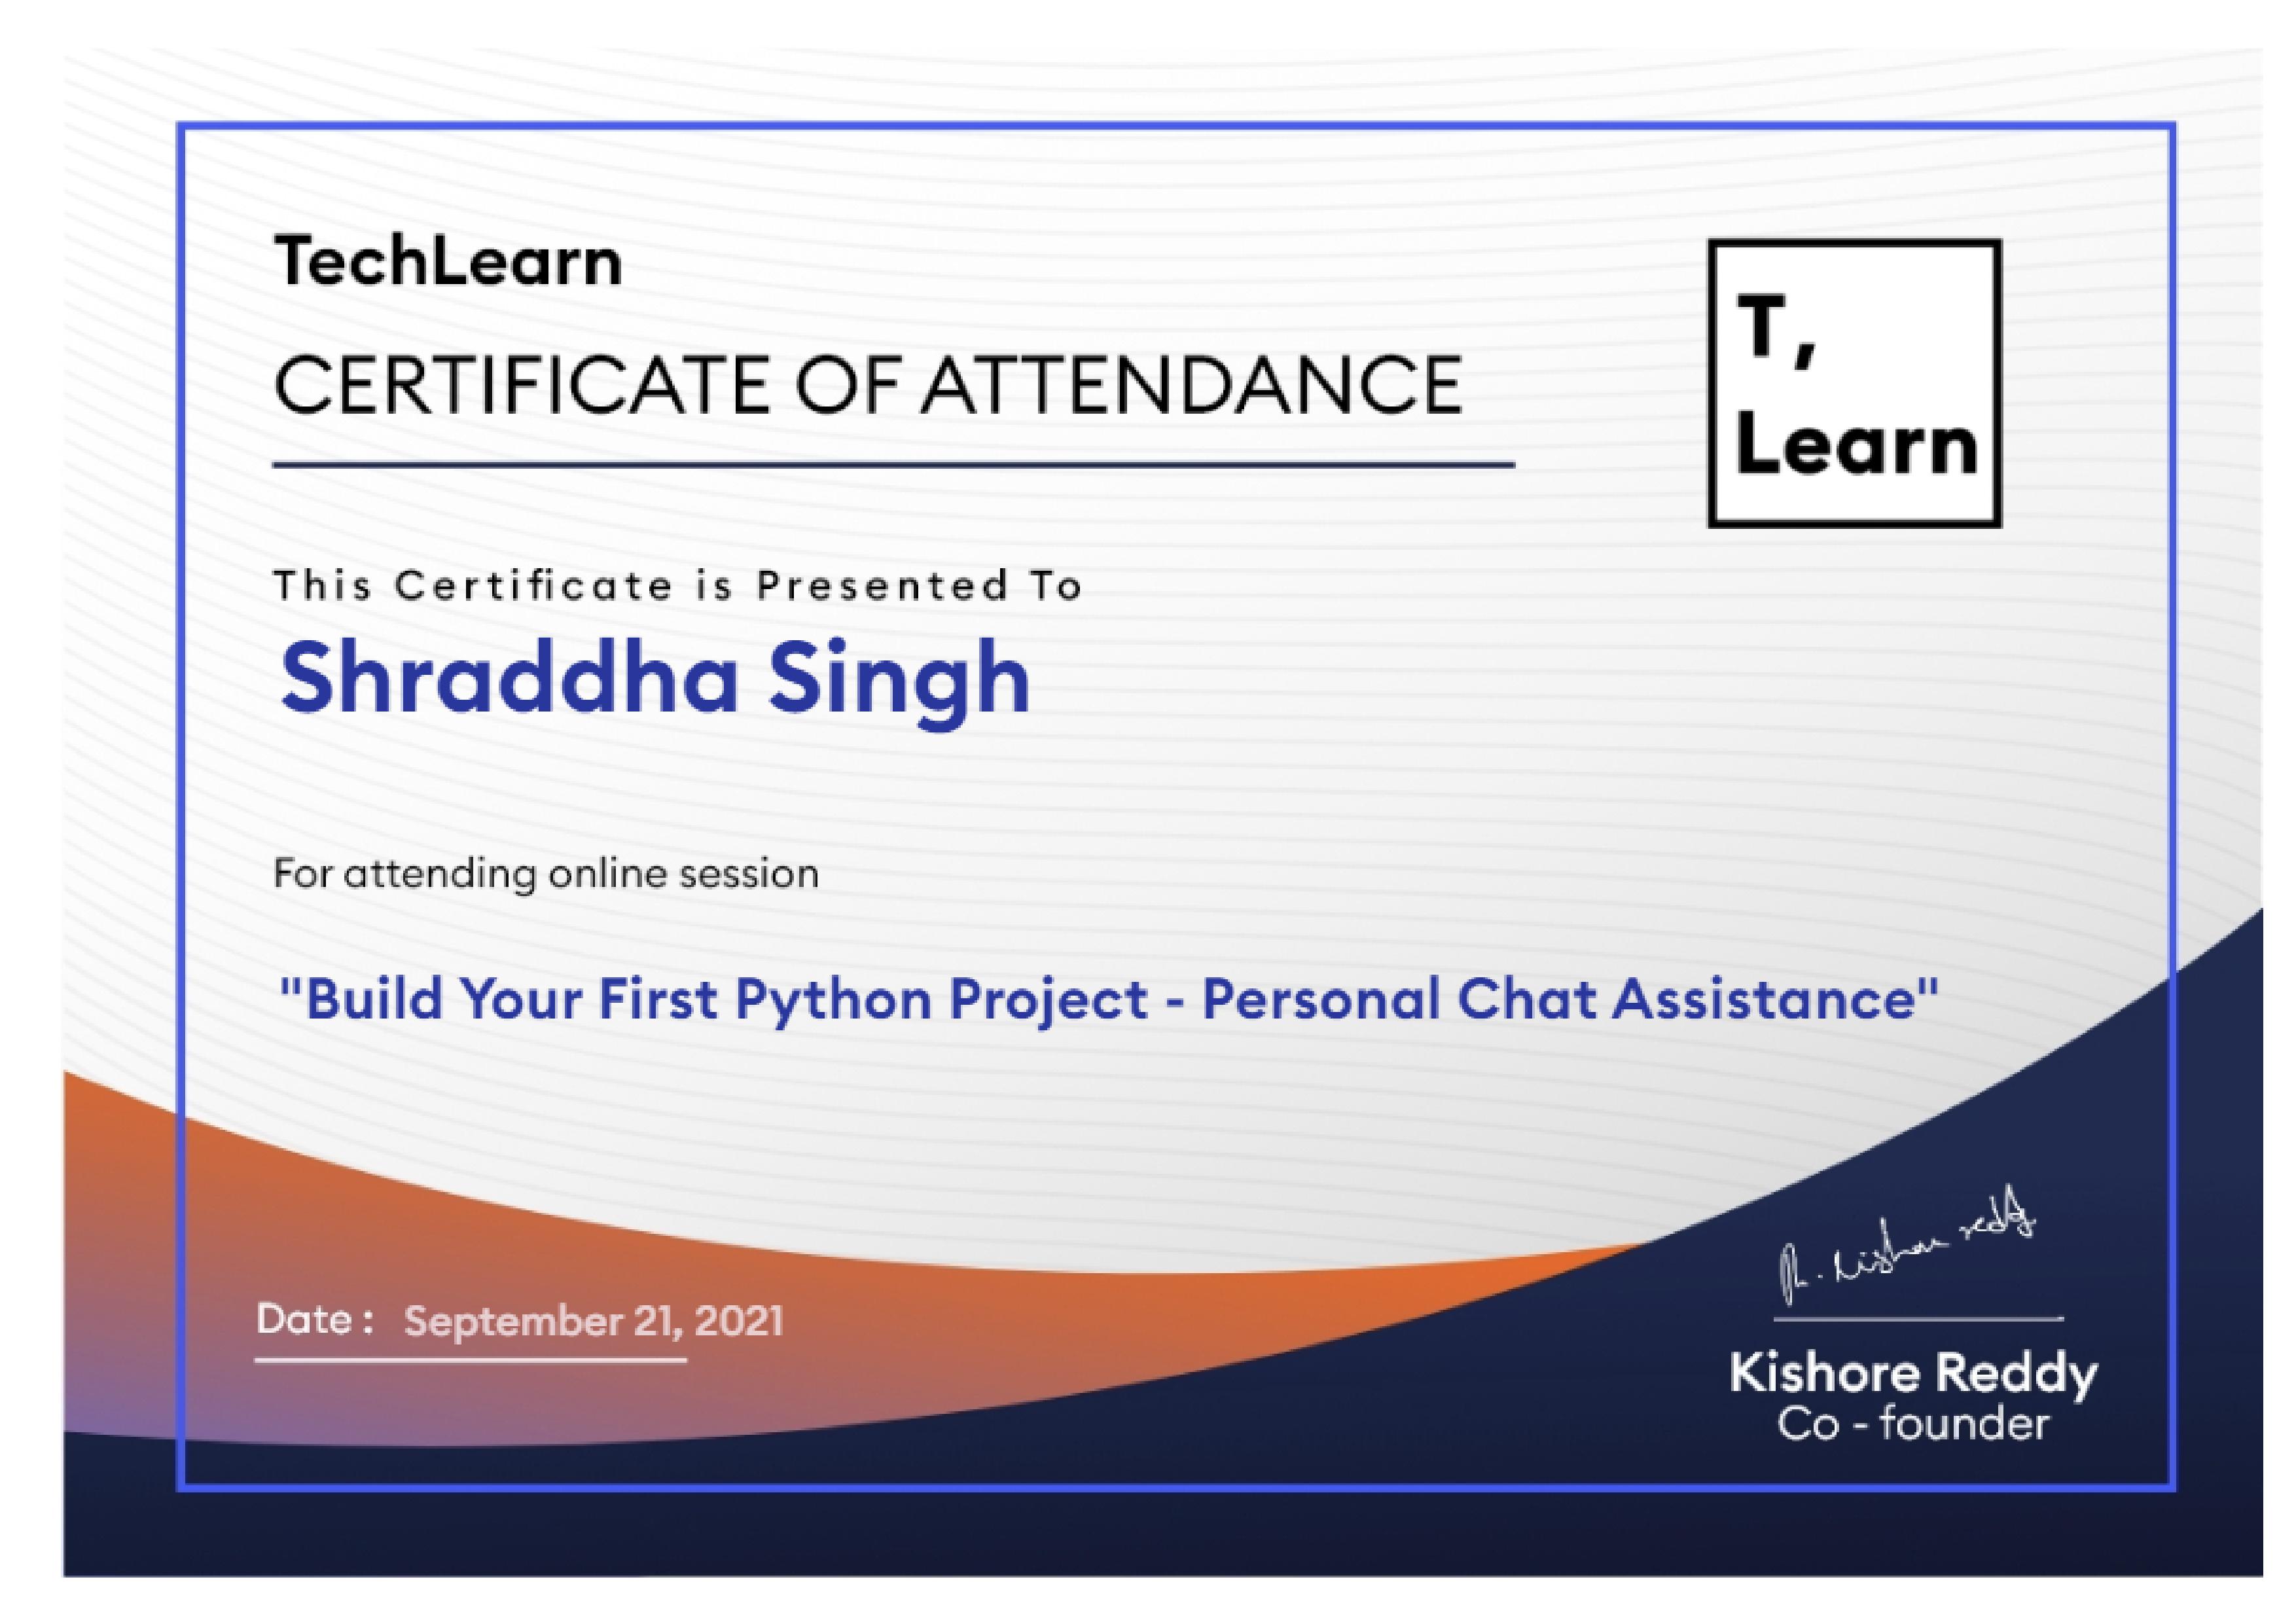 TechLearn
CERTIFICATE OF ATTENDANCE
T,
Learn
This Certificate is Presented To
Shraddha Singh
For attending online session
"Build Your First Python Project - Personal Chat Assistance"
Date : September 21, 2021
Kishore Reddy
Co - founder